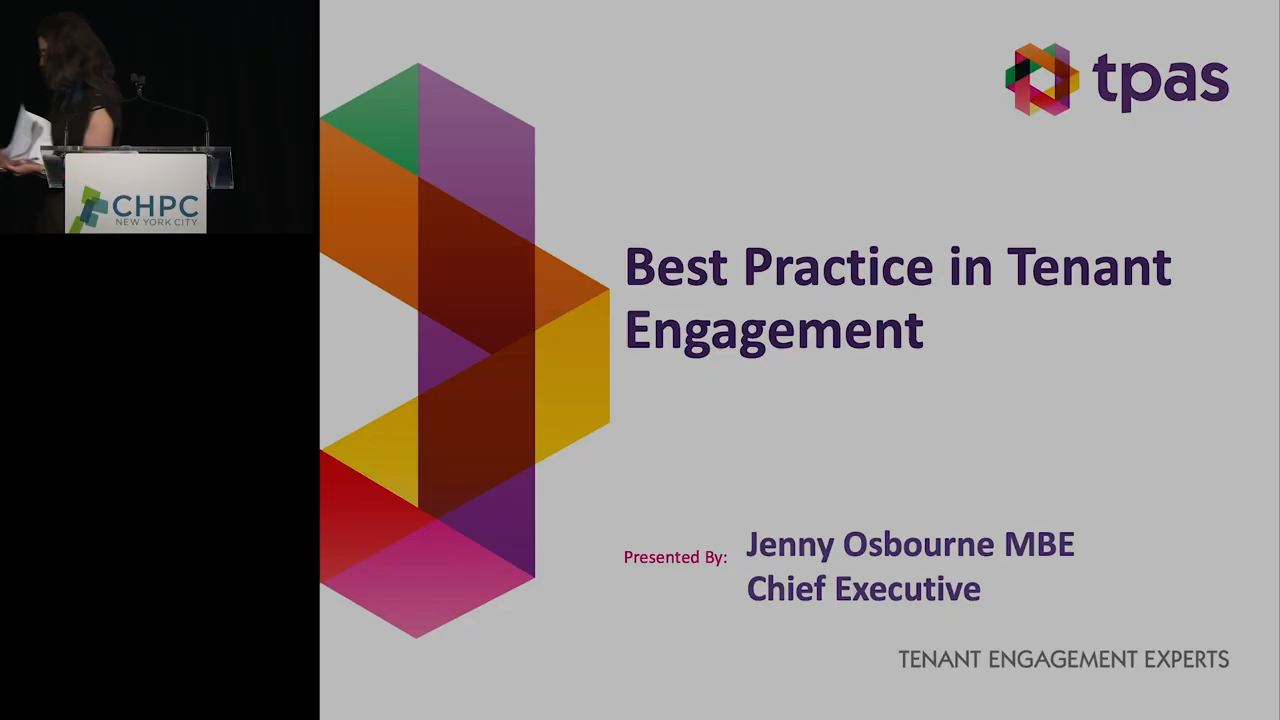 CHPC
NEW YORK CITY
tpas
Best Practice in Tenant
Engagement
Presented By:
Jenny Osbourne MBE
Chief Executive
TENANT ENGAGEMENT EXPERTS